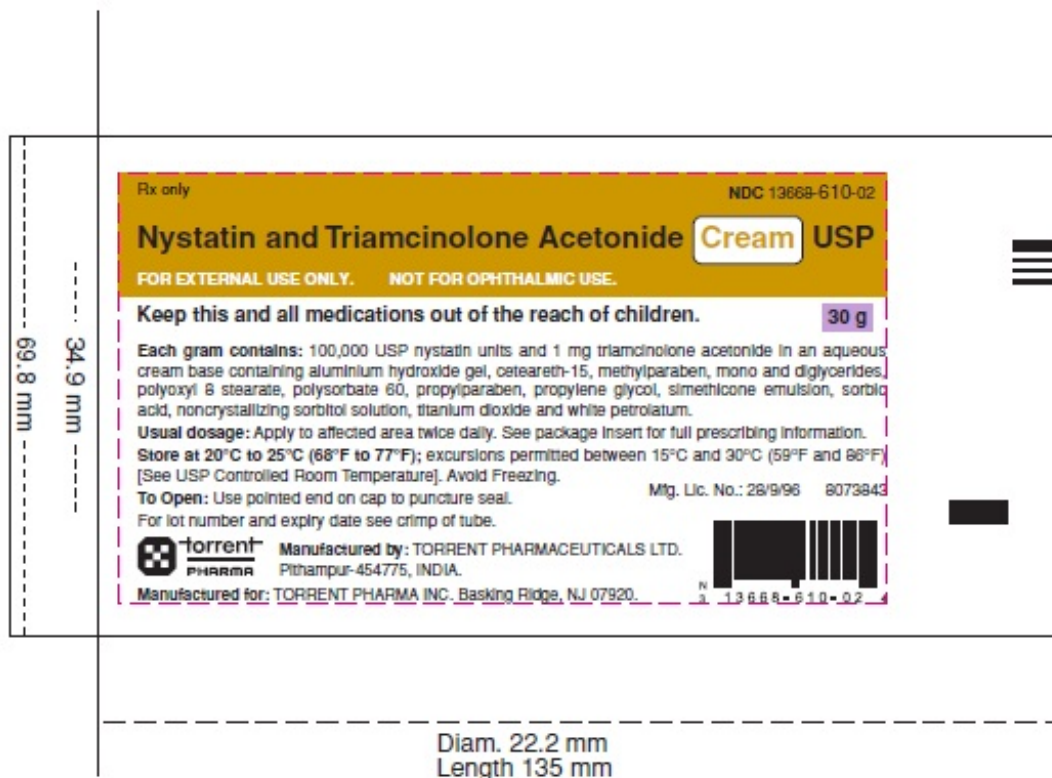 Rx only
NDC 13668-610-02
Nystatin and Triamcinolone Acetonide Cream USP
FOR EXTERNAL USE ONLY. NOT FOR OPHTHALMIC USE.
Keep this and all medications out of the reach of children.
30 g
Each gram contains: 100,000 USP nystatin units and 1 mg triamcinolone acetonide in an aqueous
cream base containing aluminium hydroxide gel, ceteareth-15, methylparaben, mono and diglycerides,
polyoxyl 8 stearate, polysorbate 60, propylparaben, propylene glycol, simethicone emulsion, sorbic
acid, noncrystallizing sorbitol solution, titanium dioxide and white petrolatum.
Usual dosage: Apply to affected area twice daily. See package insert for full prescribing information.
Store at 20°C to 25°C (68°F to 77°F); excursions permitted between 15°C and 30°C (59°F and 86°F)
[See USP Controlled Room Temperature]. Avoid Freezing.
To Open: Use pointed end on cap to puncture seal.
Mfg. Lic. No.: 28/9/96 8073843
For lot number and expiry date see crimp of tube.
torrent
PHARMA
Manufactured by: TORRENT PHARMACEUTICALS LTD.
Pithampur-454775, INDIA.
Manufactured for: TORRENT PHARMA INC. Basking Ridge, NJ 07920.
N
3 13668-610-02 4
69.8 mm
34.9 mm
Diam. 22.2 mm
Length 135 mm